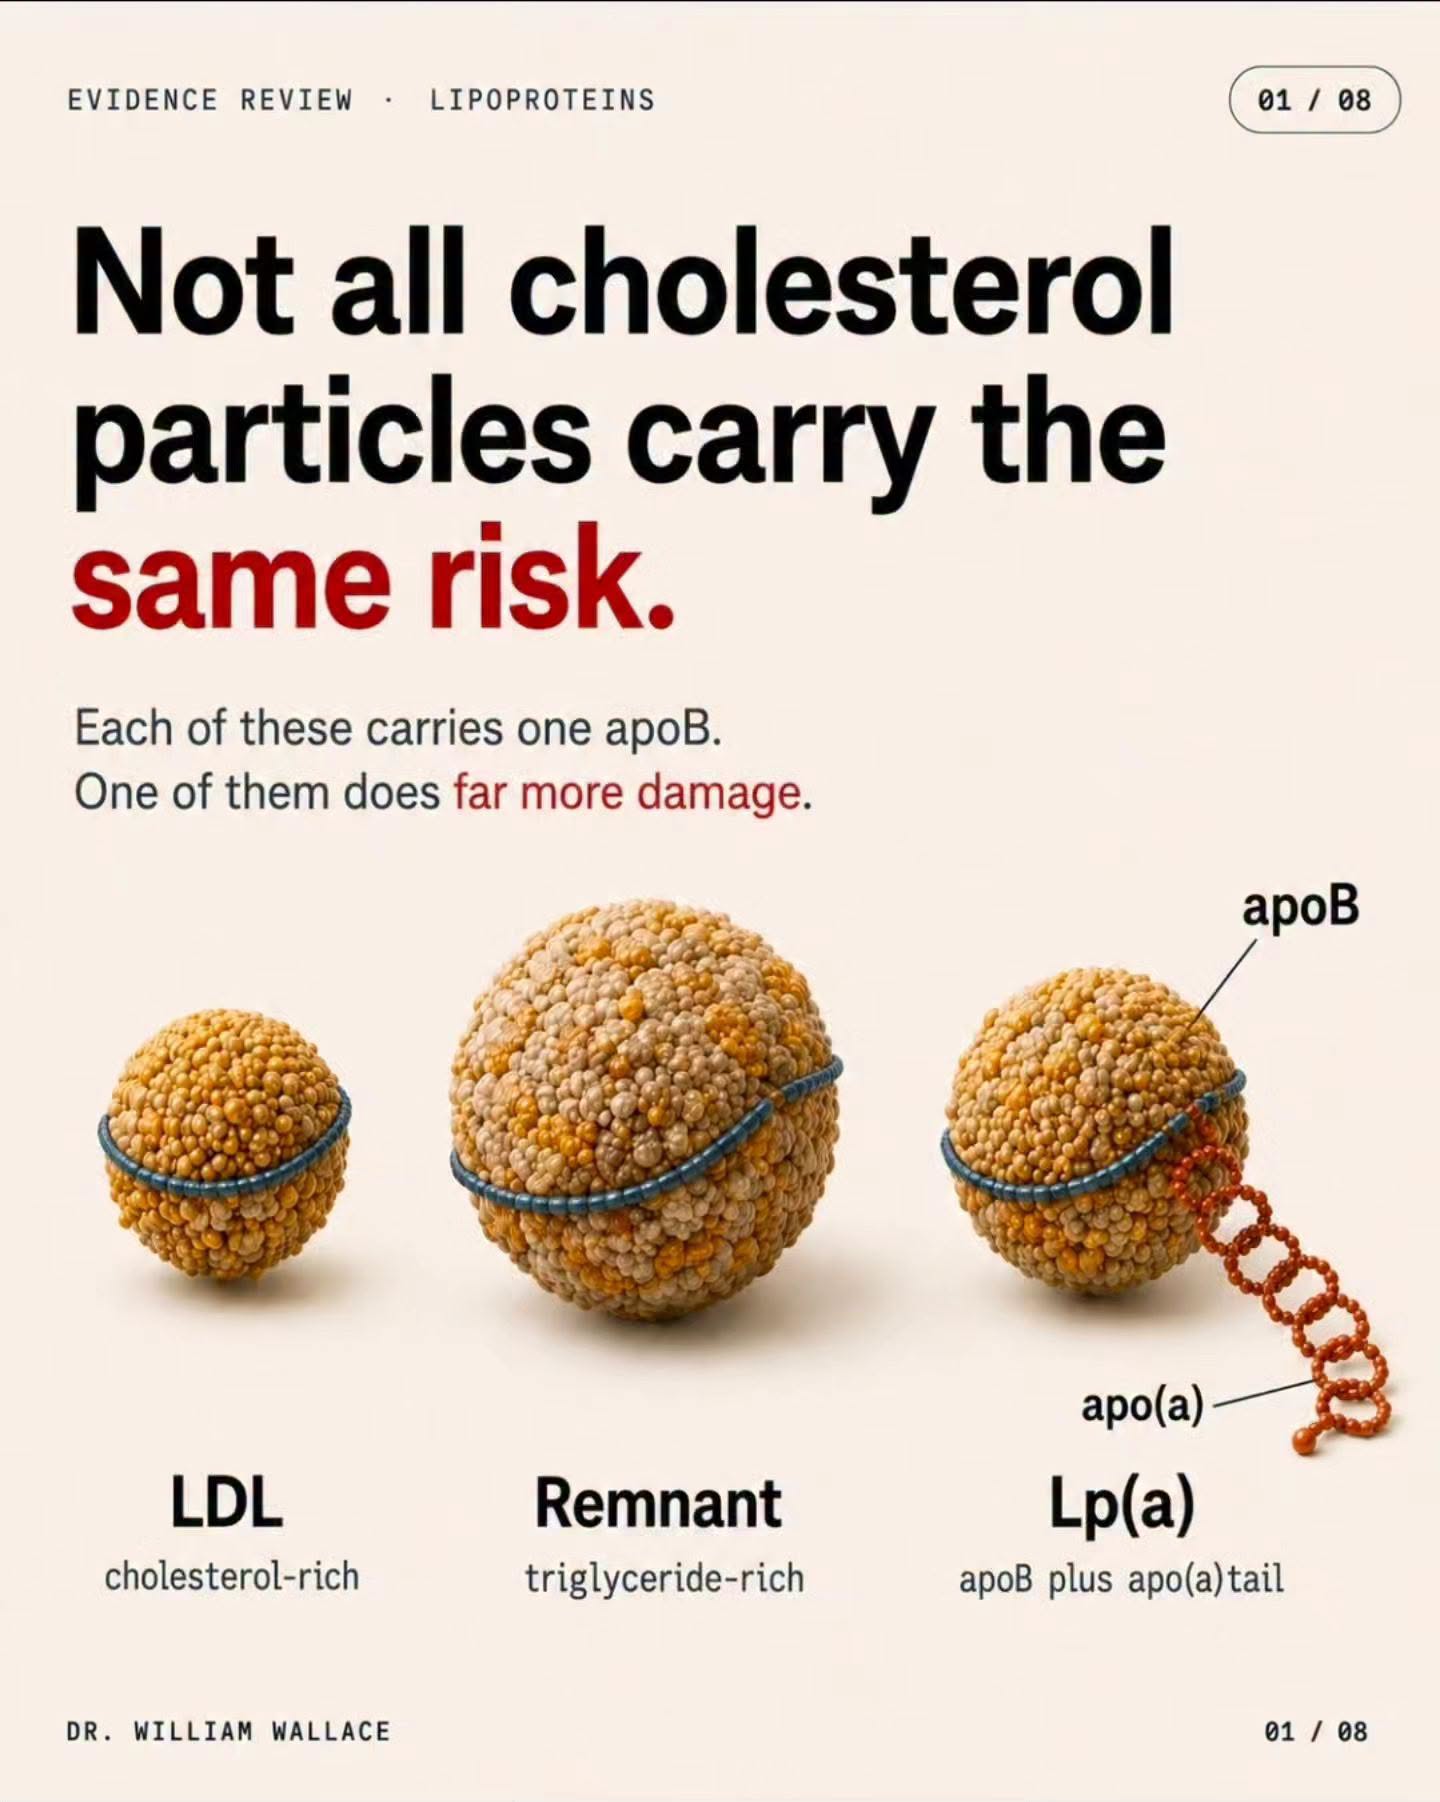 EVIDENCE REVIEW · LIPOPROTEINS
01 / 08
Not all cholesterol
particles carry the
same risk.
Each of these carries one apoB.
One of them does far more damage.
apoB
apo(a)
LDL
cholesterol-rich
Remnant
triglyceride-rich
Lp(a)
apoB plus apo(a)tail
DR. WILLIAM WALLACE
01 / 08